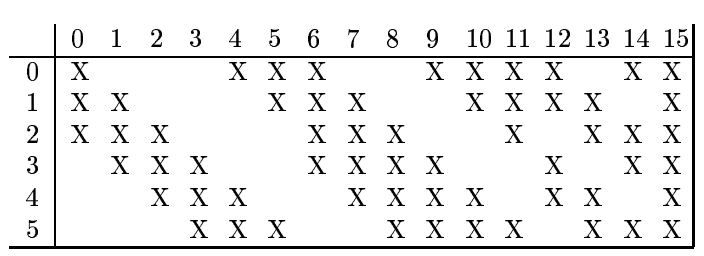 0 1 2 3 4 5 6 7 8 9 10 11 12 13 14 15
0 X X X X X X X X X X
1 X X X X X X X X X X
2 X X X X X X X X X X
3 X X X X X X X X X X
4 X X X X X X X X X X
5 X X X X X X X X X X